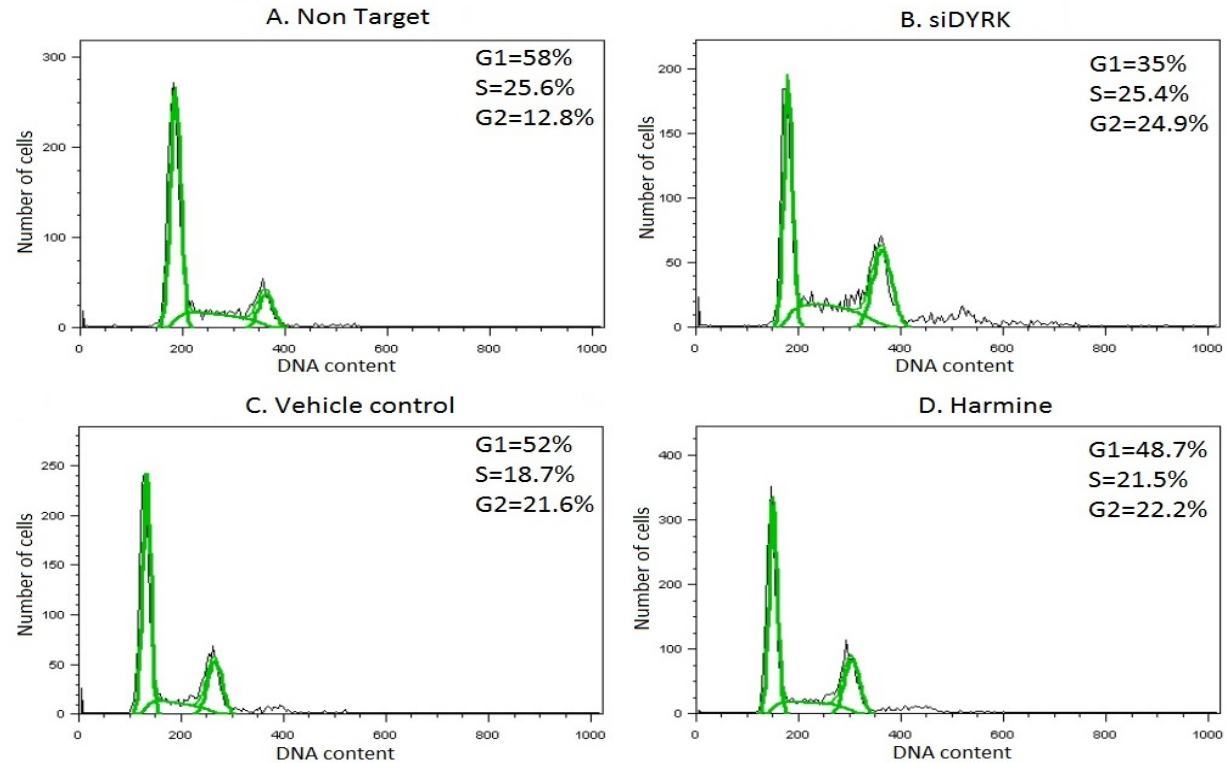 A. Non Target
G1=58%
S=25.6%
G2=12.8%
Number of cells
300
200
100
0
0 200 400 600 800 1000
DNA content
B. siDYRK
G1=35%
S=25.4%
G2=24.9%
Number of cells
200
150
100
50
0
0 200 400 600 800 1000
DNA content
C. Vehicle control
G1=52%
S=18.7%
G2=21.6%
Number of cells
250
200
150
100
50
0
0 200 400 600 800 1000
DNA content
D. Harmine
G1=48.7%
S=21.5%
G2=22.2%
Number of cells
400
300
200
100
0
0 200 400 600 800 1000
DNA content